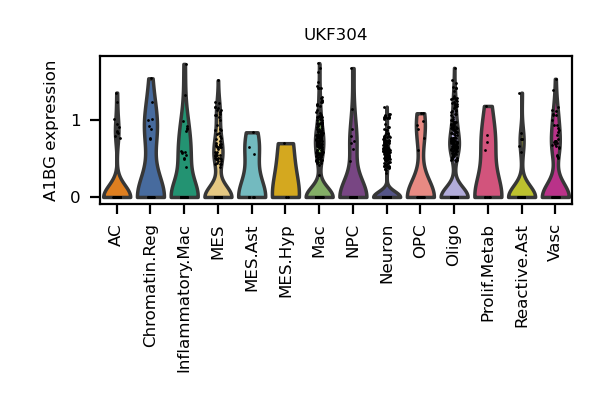 UKF304
A1BG expression
1
0
AC
Chromatin.Reg
Inflammatory.Mac
MES
MES.Ast
MES.Hyp
Mac
NPC
Neuron
OPC
Oligo
Prolif.Metab
Reactive.Ast
Vasc